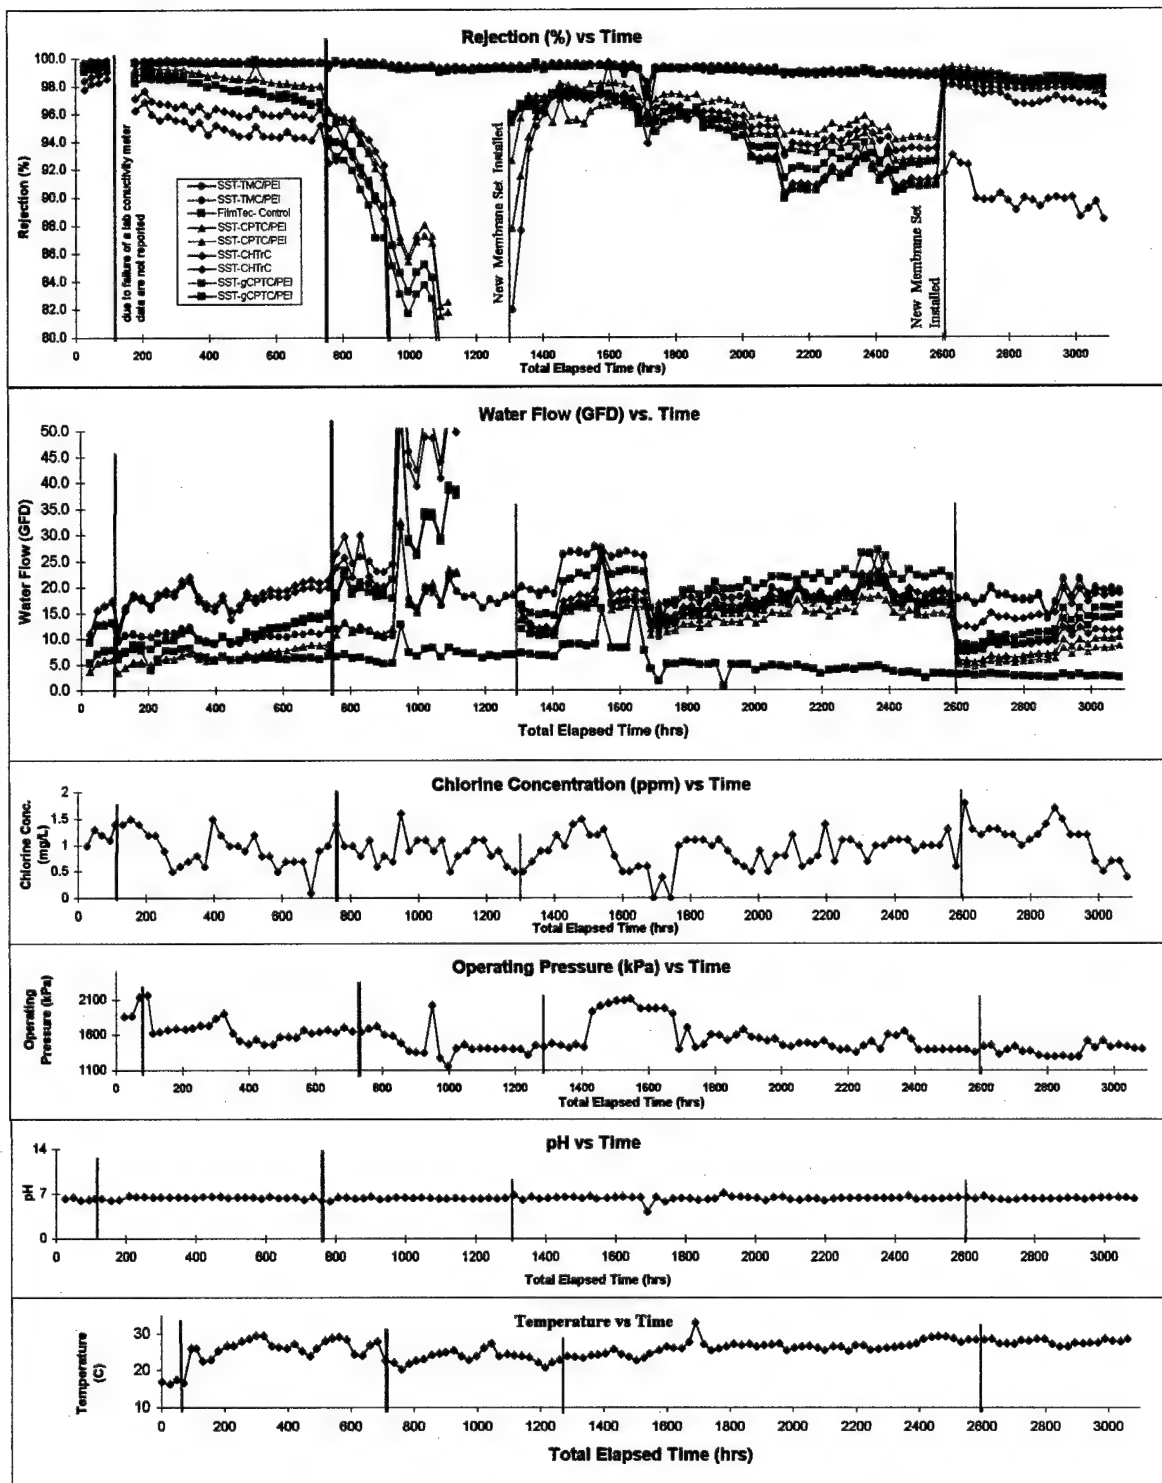 Rejection (%) vs Time
Rejection (%)
100.0
98.0
96.0
94.0
92.0
90.0
88.0
86.0
84.0
82.0
80.0
due to failure of a lab conuctivity meter
data are not reported
SST-TMC/PEI
SST-TMC/PEI
FilmTec- Control
SST-CPTC/PEI
SST-CPTC/PEI
SST-CHTrC
SST-CHTrC
SST-gCPTC/PEI
SST-gCPTC/PEI
New Membrane Set Installed
New Membrane Set
Installed
0 200 400 600 800 1000 1200 1400 1600 1800 2000 2200 2400 2600 2800 3000
Total Elapsed Time (hrs)
Water Flow (GFD) vs. Time
Water Flow (GFD)
50.0
45.0
40.0
35.0
30.0
25.0
20.0
15.0
10.0
5.0
0.0
0 200 400 600 800 1000 1200 1400 1600 1800 2000 2200 2400 2600 2800 3000
Total Elapsed Time (hrs)
Chlorine Concentration (ppm) vs Time
Chlorine Conc.
(mg/L)
2
1.5
1
0.5
0
0 200 400 600 800 1000 1200 1400 1600 1800 2000 2200 2400 2600 2800 3000
Total Elapsed Time (hrs)
Operating Pressure (kPa) vs Time
Operating
Pressure (kPa)
2100
1600
1100
0 200 400 600 800 1000 1200 1400 1600 1800 2000 2200 2400 2600 2800 3000
Total Elapsed Time (hrs)
pH vs Time
pH
14
7
0
0 200 400 600 800 1000 1200 1400 1600 1800 2000 2200 2400 2600 2800 3000
Total Elapsed Time (hrs)
Temperature vs Time
Temperature
(C)
30
20
10
0 200 400 600 800 1000 1200 1400 1600 1800 2000 2200 2400 2600 2800 3000
Total Elapsed Time (hrs)